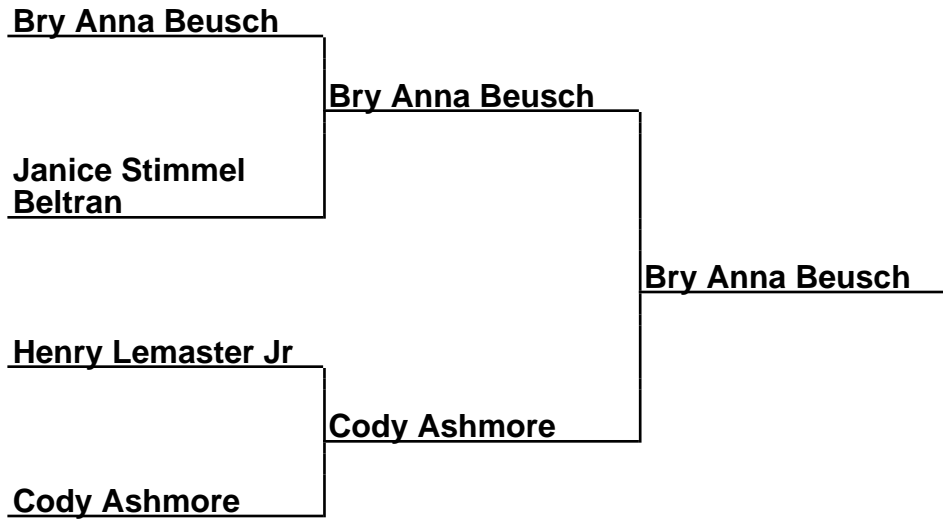 Bry Anna Beusch
Bry Anna Beusch
Janice Stimmel
Beltran
Bry Anna Beusch
Henry Lemaster Jr
Cody Ashmore
Cody Ashmore